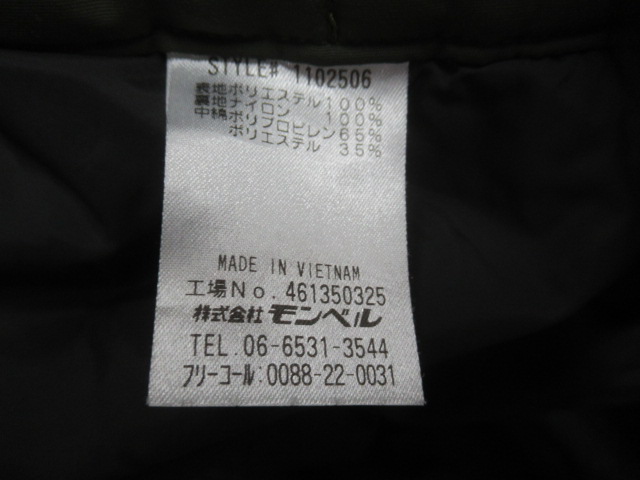 STYLE# 1102506
表地ポリエステル100%
裏地ナイロン 100%
中綿ポリプロピレン65%
ポリエステル 35%
MADE IN VIETNAM
工場No. 461350325
株式会社 モンベル
TEL. 06-6531-3544
フリーコール:0088-22-0031